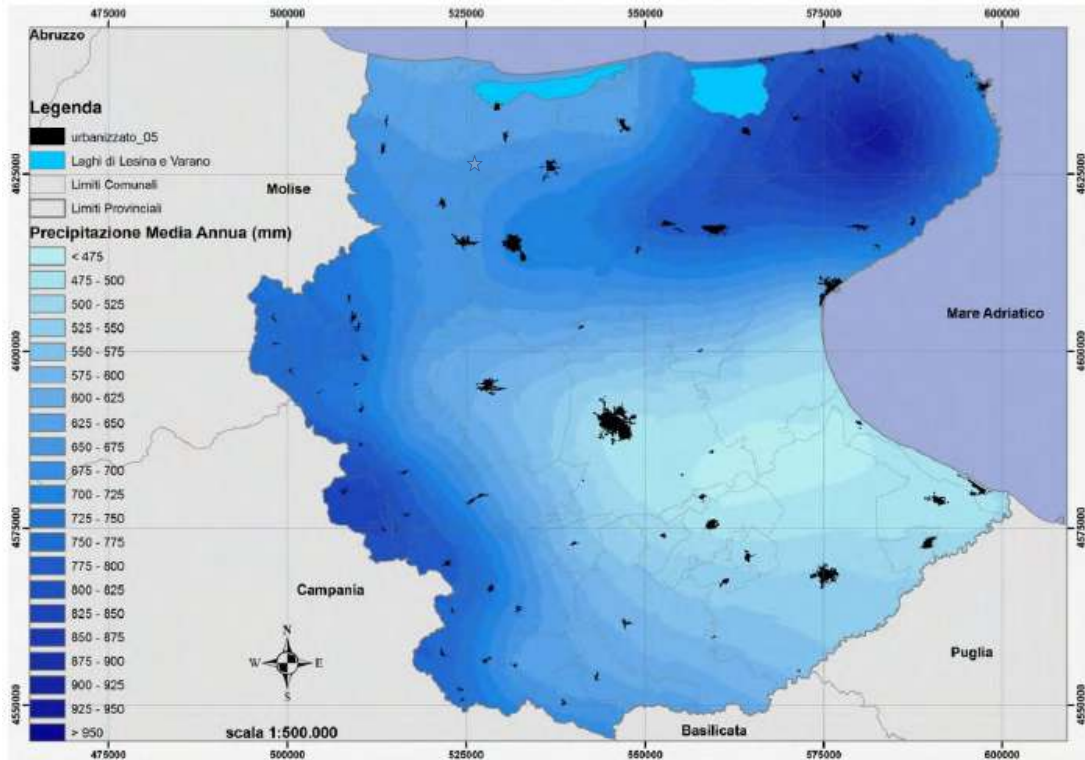 475000 500000 525000 550000 575000 600000
Abruzzo
Legenda
urbanizzato_05
Laghi di Lesina e Varano
Limiti Comunali
Limiti Provinciali
Precipitazione Media Annua (mm)
< 475
475 - 500
500 - 525
525 - 550
550 - 575
575 - 600
600 - 625
625 - 650
650 - 675
675 - 700
700 - 725
725 - 750
750 - 775
775 - 800
800 - 825
825 - 850
850 - 875
875 - 900
900 - 925
925 - 950
> 950
Molise
Mare Adriatico
Campania
Puglia
Basilicata
N
W E
S
scala 1:500.000
4625000
4600000
4575000
4550000
4625000
4600000
4575000
4550000
475000 500000 525000 550000 575000 600000